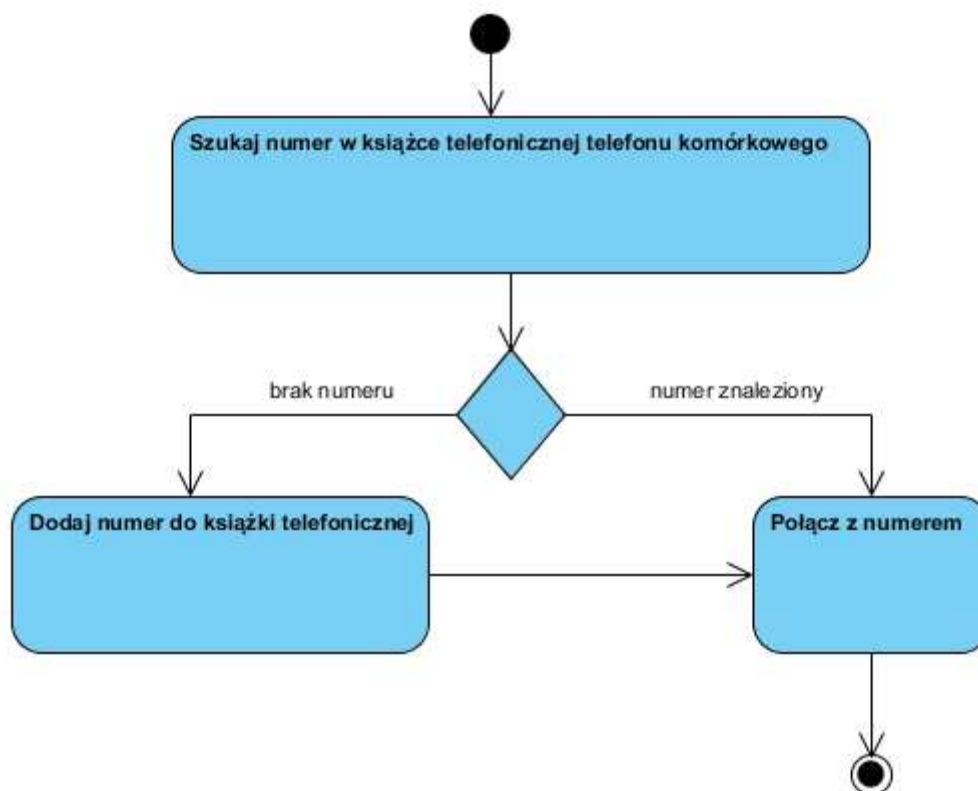 Szukaj numer w książce telefonicznej telefonu komórkowego
brak numeru
numer znaleziony
Dodaj numer do książki telefonicznej
Połącz z numerem